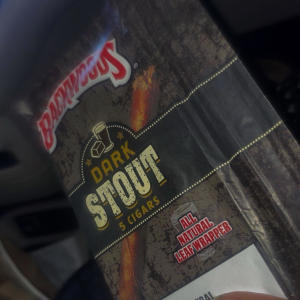 BACKWOODS
DARK
STOUT
5 CIGARS
ALL
NATURAL
LEAF WRAPPER